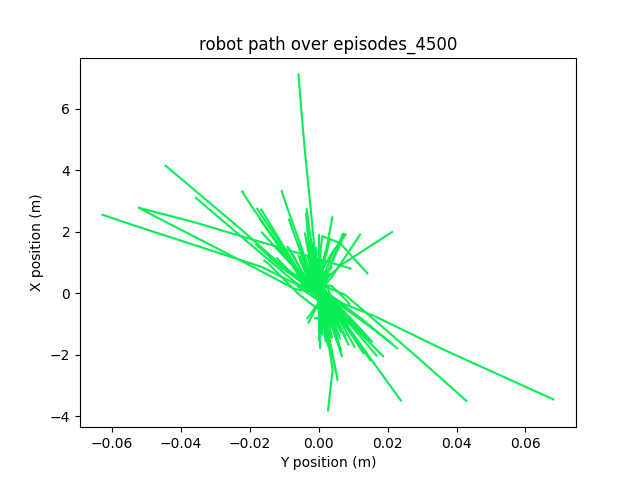 robot path over episodes_4500
6
4
2
0
−2
−4
X position (m)
−0.06 −0.04 −0.02 0.00 0.02 0.04 0.06
Y position (m)